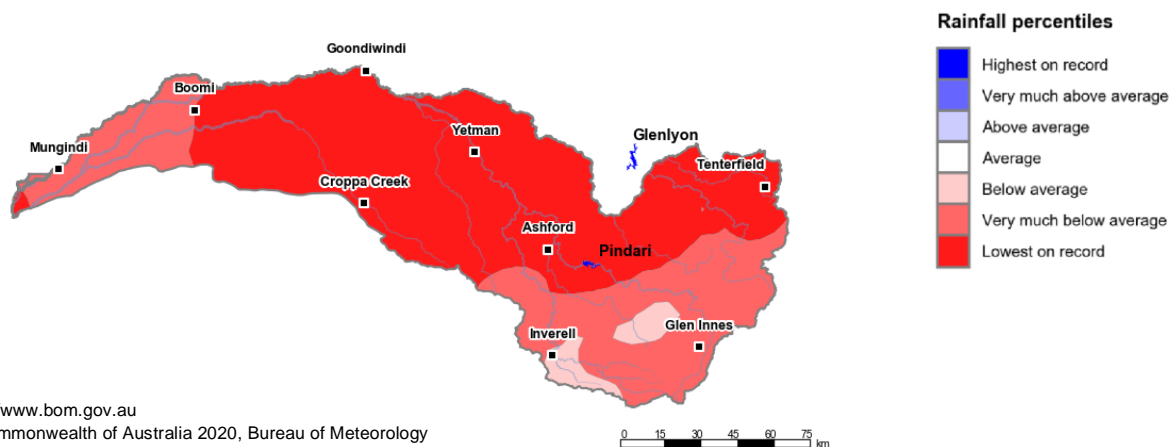 Rainfall percentiles
Highest on record
Very much above average
Above average
Average
Below average
Very much below average
Lowest on record
Goondiwindi
Boomi
Mungindi
Yetman
Glenlyon
Tenterfield
Croppa Creek
Ashford
Pindari
Inverell
Glen Innes
/www.bom.gov.au
mmonwealth of Australia 2020, Bureau of Meteorology
0 15 30 45 60 75
km